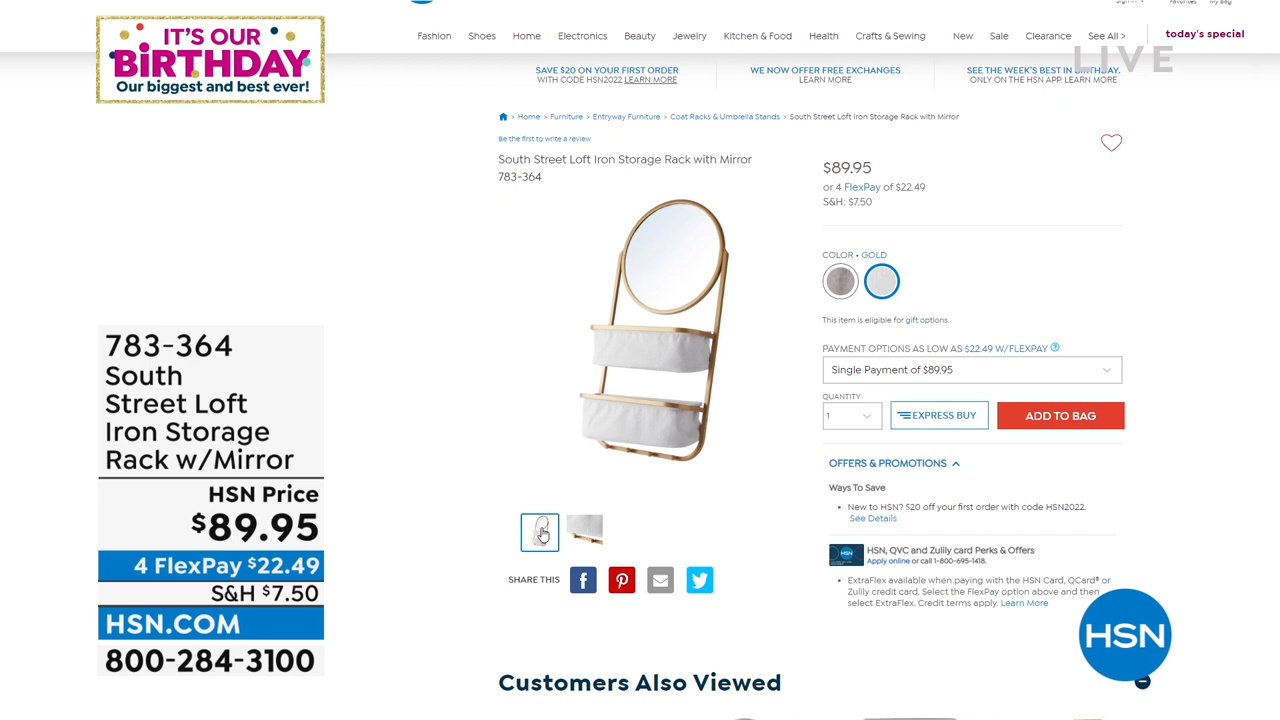 IT'S OUR
BiRTHDAY
Our biggest and best ever!
Fashion Shoes Home Electronics Beauty Jewelry Kitchen & Food Health Crafts & Sewing New Sale Clearance See All > today's special
LIVE
SAVE $20 ON YOUR FIRST ORDER
WITH CODE HSN2022. LEARN MORE
WE NOW OFFER FREE EXCHANGES
LEARN MORE
SEE THE WEEK'S BEST IN BIRTHDAY.
ONLY ON THE HSN APP. LEARN MORE
> Home > Furniture > Entryway Furniture > Coat Racks & Umbrella Stands > South Street Loft Iron Storage Rack with Mirror
Be the first to write a review
South Street Loft Iron Storage Rack with Mirror
783-364
$89.95
or 4 FlexPay of $22.49
S&H: $7.50
COLOR • GOLD
This item is eligible for gift options.
PAYMENT OPTIONS AS LOW AS $22.49 W/FLEXPAY ?
Single Payment of $89.95
QUANTITY
1
EXPRESS BUY
ADD TO BAG
OFFERS & PROMOTIONS
Ways To Save
• New to HSN? $20 off your first order with code HSN2022.
See Details
HSN, QVC and Zulily card Perks & Offers
Apply online or call 1-800-695-1418.
• ExtraFlex available when paying with the HSN Card, QCard® or
Zulily credit card. Select the FlexPay option above and then
select ExtraFlex. Credit terms apply. Learn More
SHARE THIS
Customers Also Viewed
783-364
South
Street Loft
Iron Storage
Rack w/Mirror
HSN Price
$89.95
4 FlexPay $22.49
S&H $7.50
HSN.COM
800-284-3100
HSN